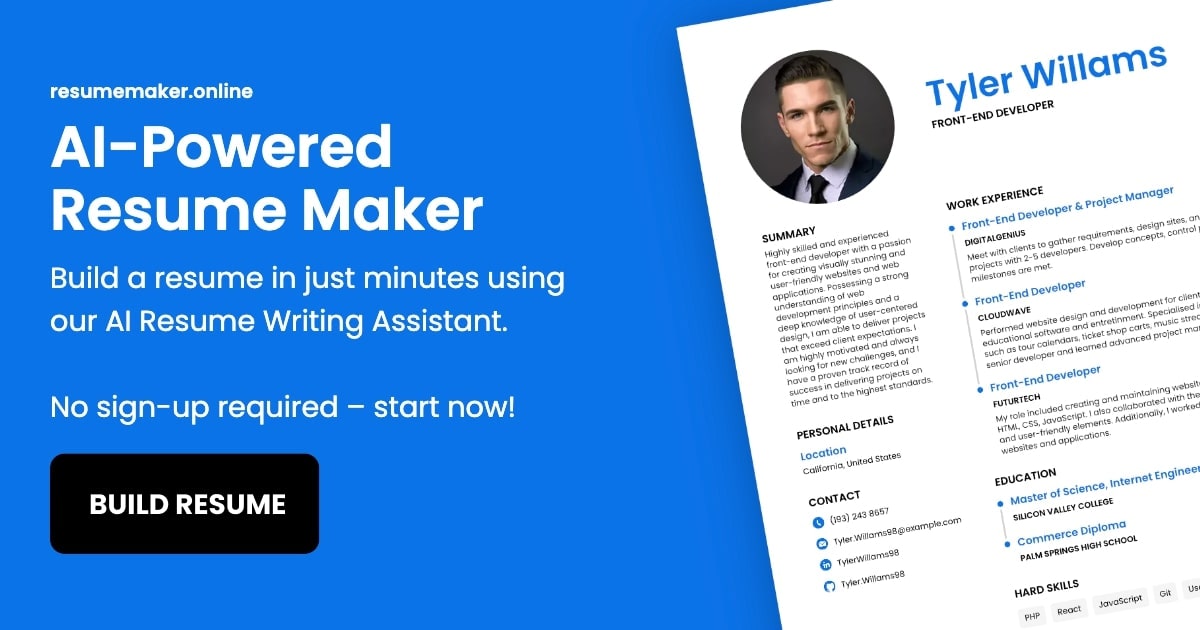 resumemaker.online
AI-Powered
Resume Maker
Build a resume in just minutes using
our AI Resume Writing Assistant.
No sign-up required – start now!
BUILD RESUME
Tyler Willams
FRONT-END DEVELOPER
SUMMARY
Highly skilled and experienced
front-end developer with a passion
for creating visually stunning and
user-friendly websites and web
applications. Possessing a strong
understanding of web
development principles and a
deep knowledge of user-centered
design, I am able to deliver projects
that exceed client expectations. I
am highly motivated and always
looking for new challenges, and I
have a proven track record of
success in delivering projects on
time and to the highest standards.
PERSONAL DETAILS
Location
California, United States
CONTACT
(193) 243 8657
Tyler.Willams98@example.com
TylerWillams98
Tyler.Willams98
WORK EXPERIENCE
Front-End Developer & Project Manager
DIGITALGENIUS
Meet with clients to gather requirements, design sites, an
projects with 2-5 developers. Develop concepts, control
milestones are met.
Front-End Developer
CLOUDWAVE
Performed website design and development for client
educational software and entretinment. Specialised
such as tour calendars, ticket shop carts, music
senior developer and learned advanced project
Front-End Developer
FUTURTECH
My role included creating and maintaining
HTML, CSS, JavaScript. I also collaborated with the
and user-friendly elements. Additionally, I worked
websites and applications.
EDUCATION
Master of Science, Internet Engineer
SILICON VALLEY COLLEGE
Commerce Diploma
PALM SPRINGS HIGH SCHOOL
HARD SKILLS
PHP React JavaScript Git